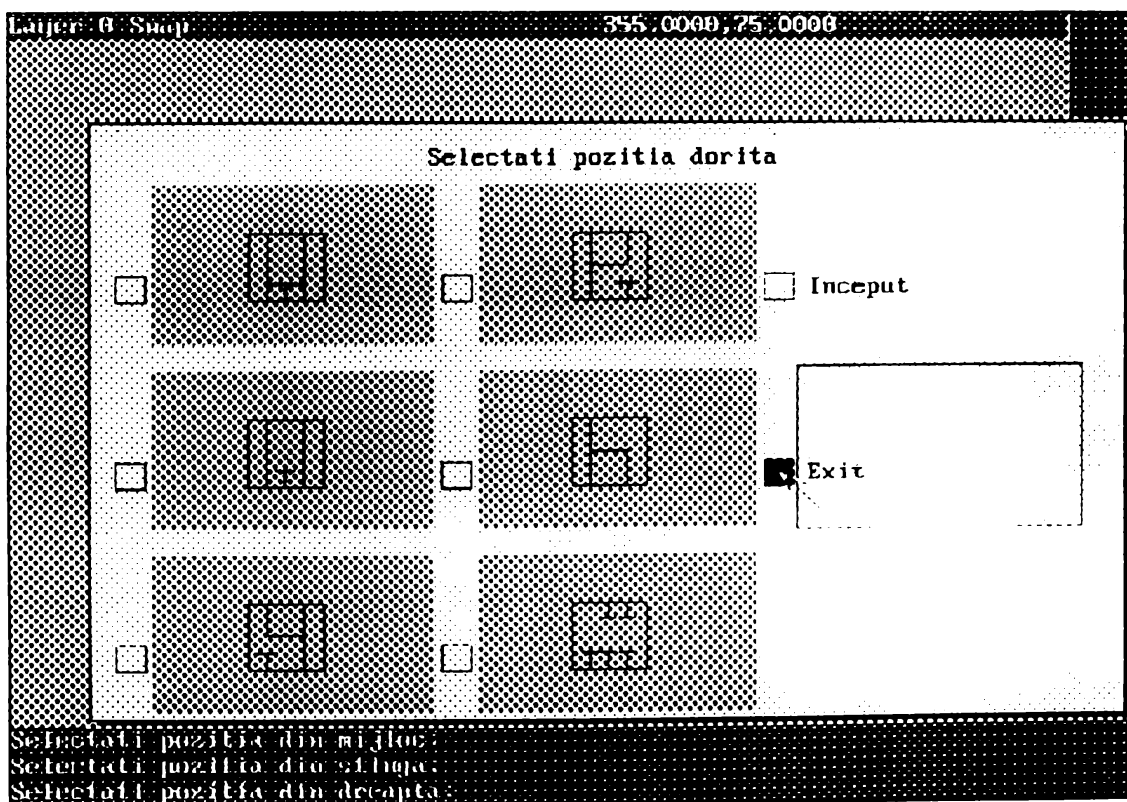 Layer 0 Snap 355.0000,75.0000
Selectati pozitia dorita
Inceput
Exit
Selectati pozitia din mijloc:
Selectati pozitia din stinga:
Selectati pozitia din dreapta: